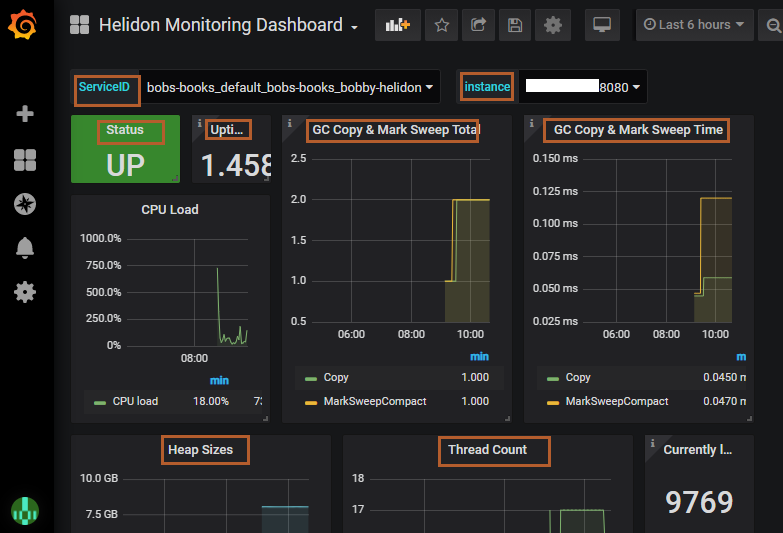 Helidon Monitoring Dashboard
Last 6 hours
ServiceID bobs-books_default_bobs-books_bobby-helidon
instance 8080
Status
UP
Upti...
1.458
GC Copy & Mark Sweep Total
2.5
2.0
1.5
1.0
0.5
06:00 08:00 10:00
min
Copy 1.000
MarkSweepCompact 1.000
GC Copy & Mark Sweep Time
0.150 ms
0.125 ms
0.100 ms
0.075 ms
0.050 ms
0.025 ms
06:00 08:00 10:00
m
Copy 0.0450 m
MarkSweepCompact 0.0470 m
CPU Load
1000.0%
750.0%
500.0%
250.0%
0%
08:00
min
CPU load 18.00%
Heap Sizes
10.0 GB
7.5 GB
Thread Count
18
17
Currently l...
9769